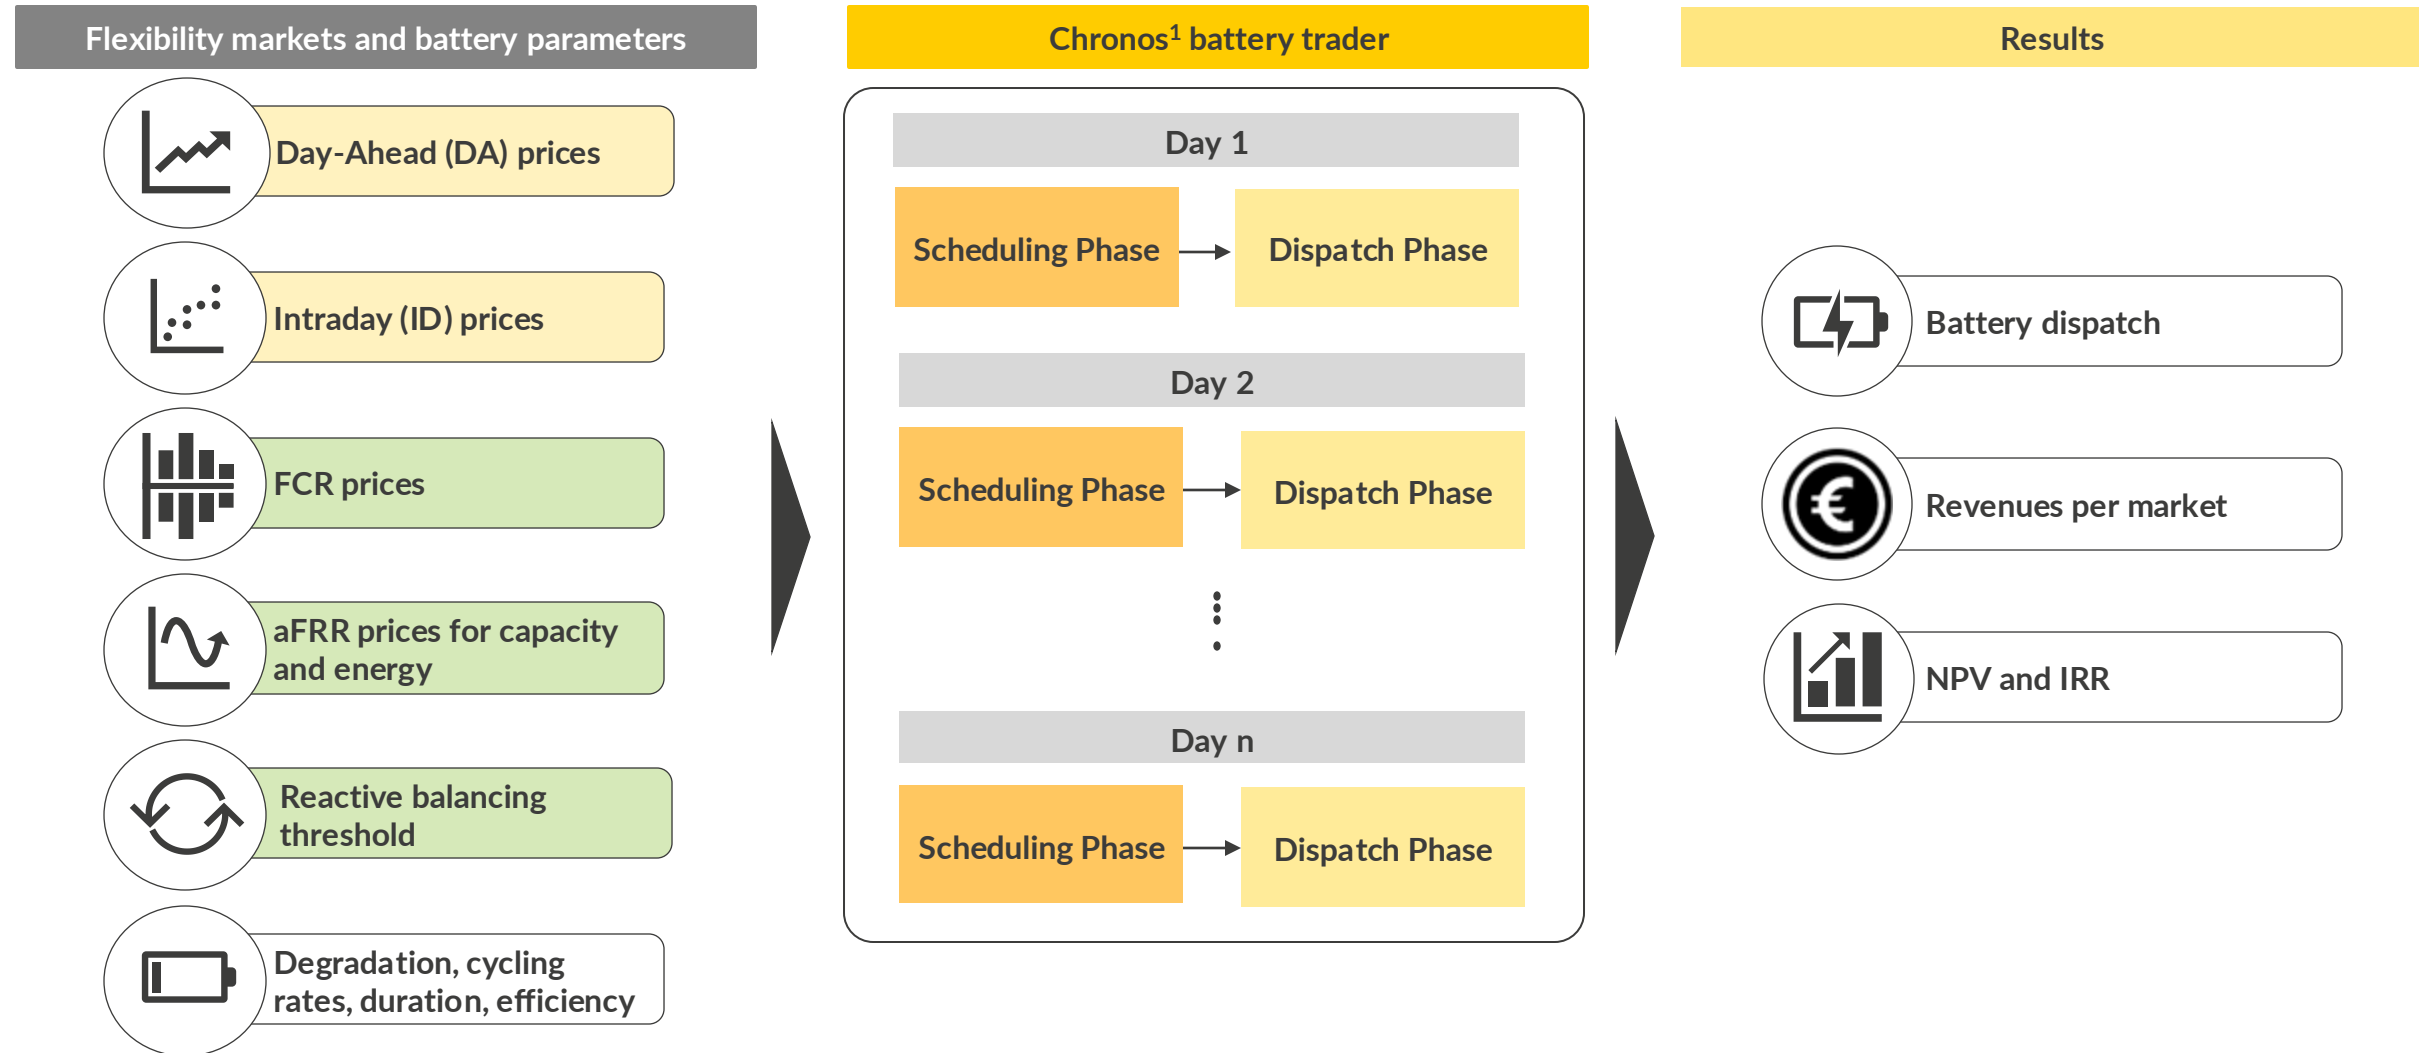 Flexibility markets and battery parameters
Day-Ahead (DA) prices
Intraday (ID) prices
FCR prices
aFRR prices for capacity
and energy
Reactive balancing
threshold
Degradation, cycling
rates, duration, efficiency
Chronos¹ battery trader
Day 1
Scheduling Phase
Dispatch Phase
Day 2
Scheduling Phase
Dispatch Phase
Day n
Scheduling Phase
Dispatch Phase
Results
Battery dispatch
€
Revenues per market
NPV and IRR